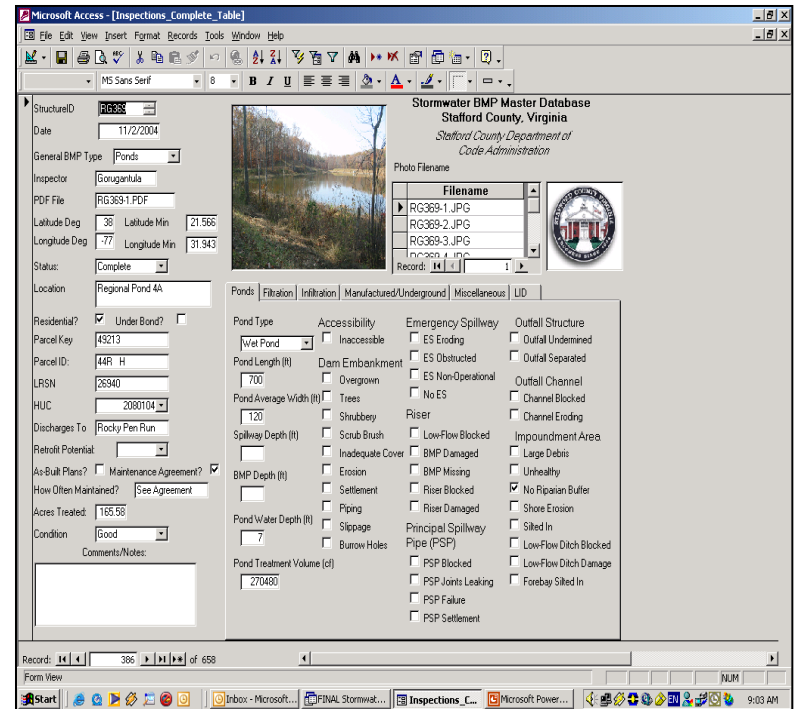 Microsoft Access - [Inspections_Complete_Table]
File Edit View Insert Format Records Tools Window Help
MS Sans Serif 8 B I U A
StructureID RG369
Date 11/2/2004
General BMP Type Ponds
Inspector Gorugantula
PDF File RG369-1.PDF
Latitude Deg 38 Latitude Min 21.566
Longitude Deg -77 Longitude Min 31.943
Status: Complete
Location Regional Pond 4A
Residential? Under Bond?
Parcel Key 49213
Parcel ID: 44R H
LRSN 26940
HUC 2080104
Discharges To Rocky Pen Run
Retrofit Potential:
As-Built Plans? Maintenance Agreement?
How Often Maintained? See Agreement
Acres Treated: 165.58
Condition Good
Comments/Notes:
Stormwater BMP Master Database
Stafford County, Virginia
Stafford County Department of
Code Administration
Photo Filename
Filename
RG369-1.JPG
RG369-2.JPG
RG369-3.JPG
RG369-4.JPG
Record: 1
Ponds Filtration Infiltration Manufactured/Underground Miscellaneous LID
Pond Type
Wet Pond
Pond Length (ft)
700
Pond Average Width (ft)
120
Spillway Depth (ft)
BMP Depth (ft)
Pond Water Depth (ft)
7
Pond Treatment Volume (cf)
270480
Accessibility
Inaccessible
Dam Embankment
Overgrown
Trees
Shrubbery
Scrub Brush
Inadequate Cover
Erosion
Settlement
Piping
Slippage
Burrow Holes
Emergency Spillway
ES Eroding
ES Obstructed
ES Non-Operational
No ES
Riser
Low-Flow Blocked
BMP Damaged
BMP Missing
Riser Blocked
Riser Damaged
Principal Spillway
Pipe (PSP)
PSP Blocked
PSP Joints Leaking
PSP Failure
PSP Settlement
Outfall Structure
Outfall Undermined
Outfall Separated
Outfall Channel
Channel Blocked
Channel Eroding
Impoundment Area
Large Debris
Unhealthy
No Riparian Buffer
Shore Erosion
Silted In
Low-Flow Ditch Blocked
Low-Flow Ditch Damage
Forebay Silted In
Record: 386 of 658
Form View NUM
Start Inbox - Microsoft... FINAL Stormwat... Inspections_C... Microsoft Power... EN 9:03 AM